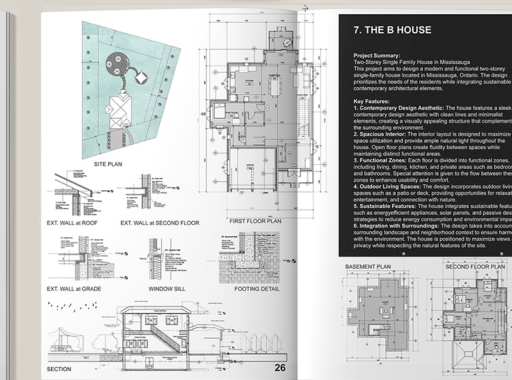 SITE PLAN
EXT. WALL at ROOF
EXT. WALL at SECOND FLOOR
FIRST FLOOR PLAN
EXT. WALL at GRADE
WINDOW SILL
FOOTING DETAIL
SECTION
26
7. THE B HOUSE
Project Summary:
Two-Storey Single Family House in Mississauga
This project aims to design a modern and functional two-storey
single-family house located in Mississauga, Ontario. The design
prioritizes the needs of the residents while integrating sustainable
contemporary architectural elements.
Key Features:
1. Contemporary Design Aesthetic: The house features a sleek
contemporary design aesthetic with clean lines and minimalist
elements, creating a visually appealing structure that complement
the surrounding environment.
2. Spacious Interior: The interior layout is designed to maximize
space utilization and provide ample natural light throughout the
house. Open floor plans create fluidity between spaces while
maintaining distinct functional areas.
3. Functional Zones: Each floor is divided into functional zones,
including living, dining, kitchen, and private areas such as bedroo
and bathrooms. Special attention is given to the flow between the
zones to enhance usability and comfort.
4. Outdoor Living Spaces: The design incorporates outdoor livin
spaces such as a patio or deck, providing opportunities for relaxat
entertainment, and connection with nature.
5. Sustainable Features: The house integrates sustainable featu
such as energyefficient appliances, solar panels, and passive des
strategies to reduce energy consumption and environmental impa
6. Integration with Surroundings: The design takes into accou
surrounding landscape and neighborhood context to ensure harm
with the environment. The house is positioned to maximize views
privacy while respecting the natural features of the site.
BASEMENT PLAN
SECOND FLOOR PLAN